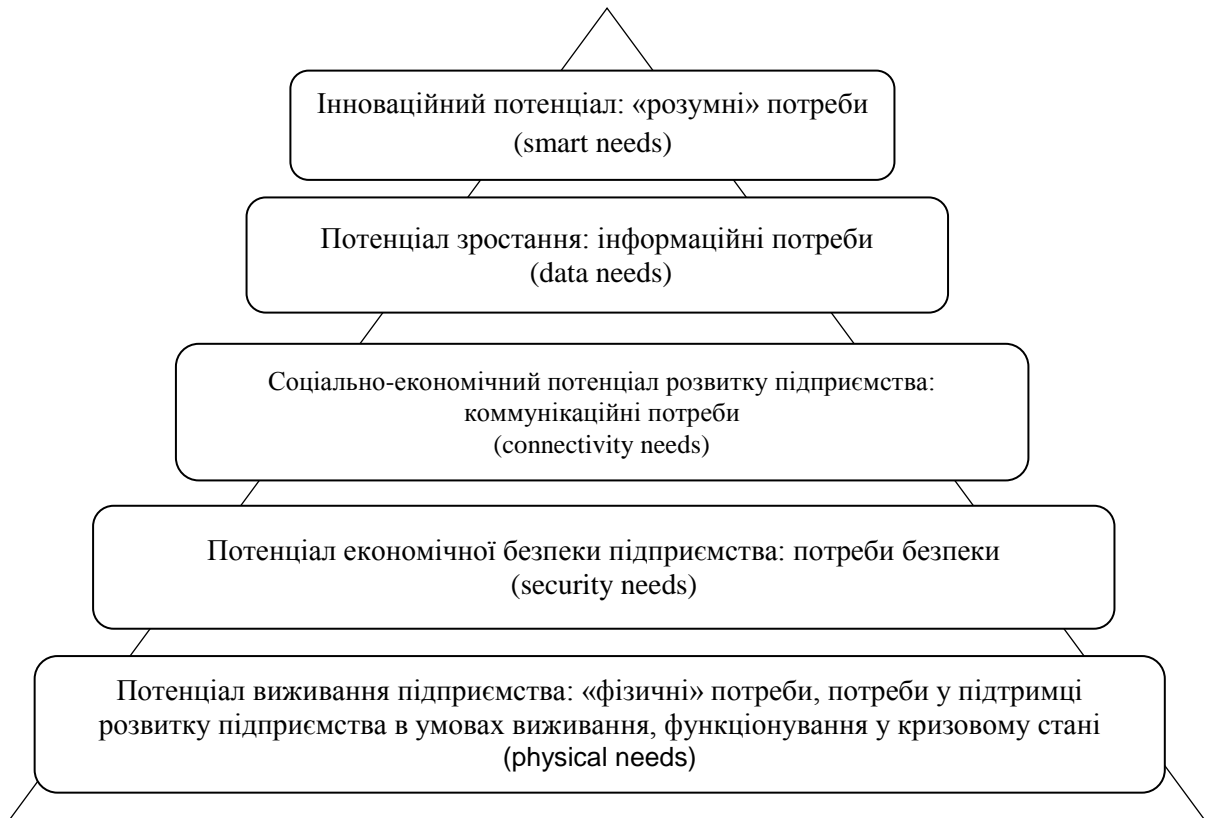 Інноваційний потенціал: «розумні» потреби
(smart needs)
Потенціал зростання: інформаційні потреби
(data needs)
Соціально-економічний потенціал розвитку підприємства:
коммунікаційні потреби
(connectivity needs)
Потенціал економічної безпеки підприємства: потреби безпеки
(security needs)
Потенціал виживання підприємства: «фізичні» потреби, потреби у підтримці
розвитку підприємства в умовах виживання, функціонування у кризовому стані
(physical needs)